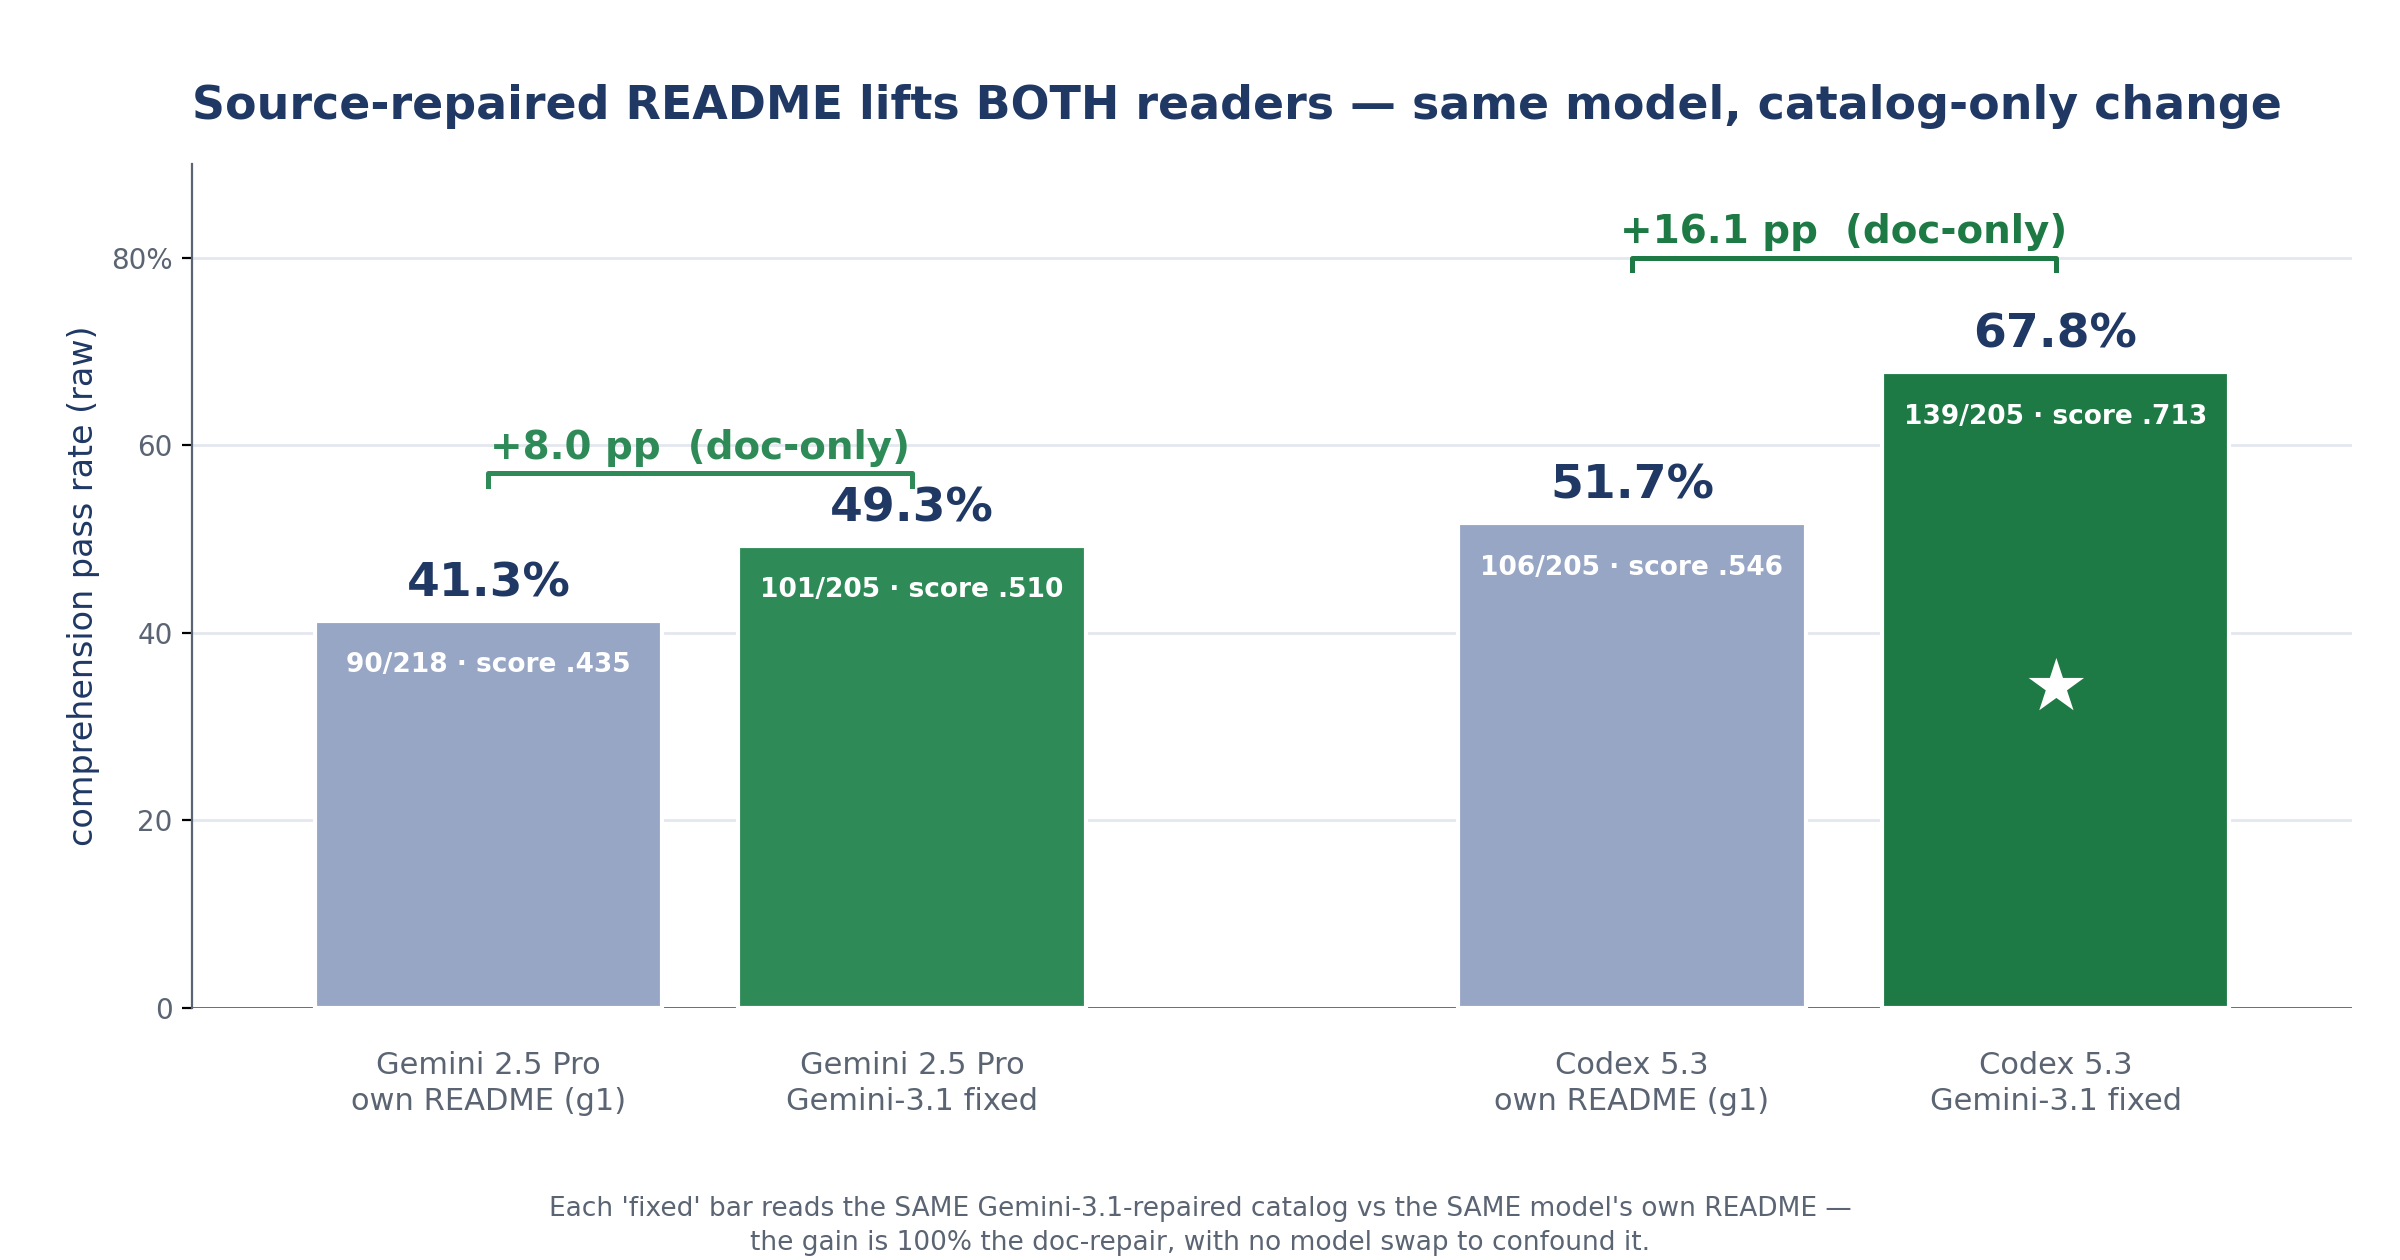 Source-repaired README lifts BOTH readers — same model, catalog-only change
comprehension pass rate (raw)
80%
60
40
20
0
+8.0 pp (doc-only)
+16.1 pp (doc-only)
41.3%
90/218 · score .435
49.3%
101/205 · score .510
51.7%
106/205 · score .546
67.8%
139/205 · score .713
★
Gemini 2.5 Pro
own README (g1)
Gemini 2.5 Pro
Gemini-3.1 fixed
Codex 5.3
own README (g1)
Codex 5.3
Gemini-3.1 fixed
Each 'fixed' bar reads the SAME Gemini-3.1-repaired catalog vs the SAME model's own README —
the gain is 100% the doc-repair, with no model swap to confound it.